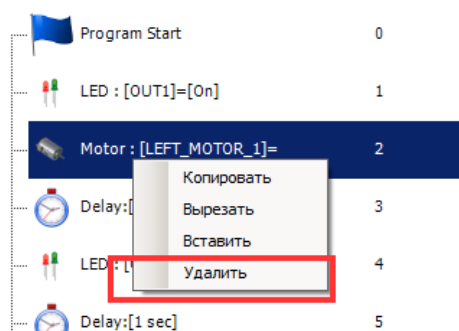 Program Start 0
LED : [OUT1]=[On] 1
Motor : [LEFT_MOTOR_1]= 2
Копировать
Вырезать
Delay:[ 3
Вставить
LED : [ 4
Удалить
Delay:[1 sec] 5